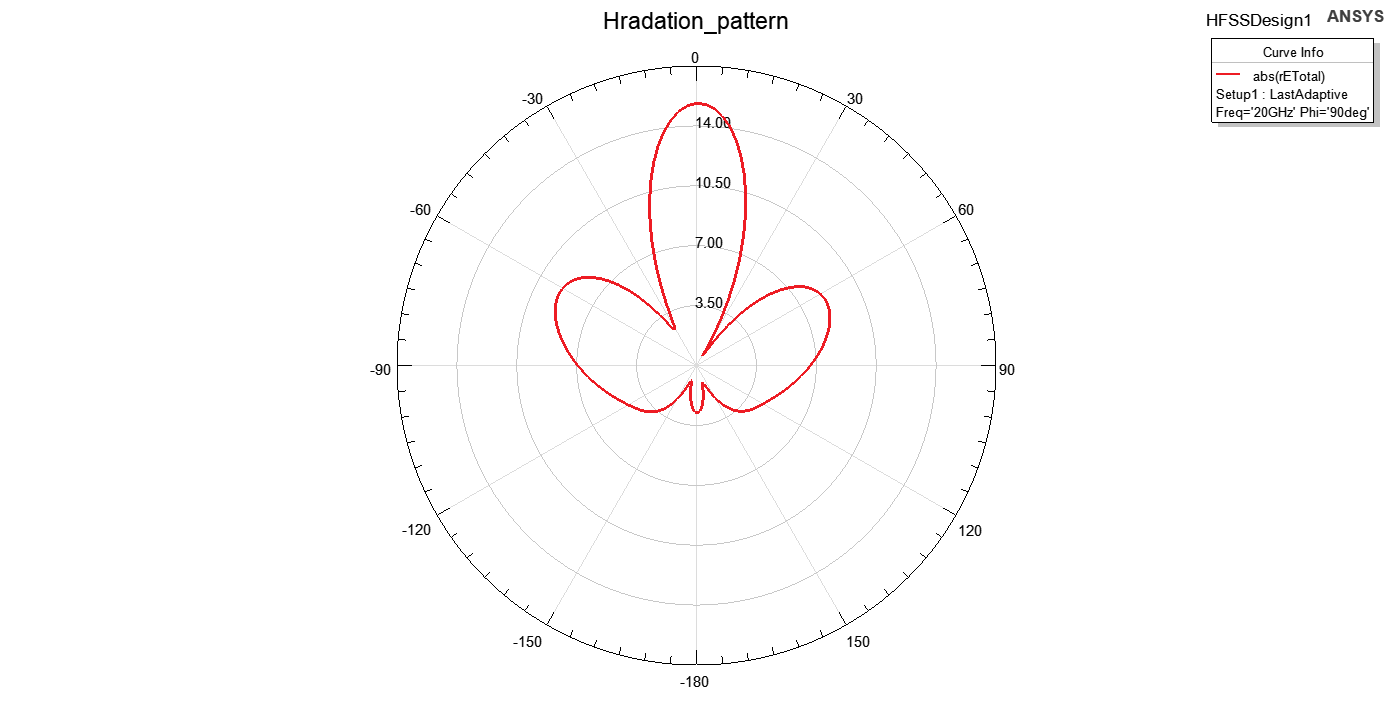 Hradation_pattern
HFSSDesign1
ANSYS
Curve Info
abs(rETotal)
Setup1 : LastAdaptive
Freq='20GHz' Phi='90deg'
0
-30
30
14.00
-60
10.50
60
7.00
3.50
-90
90
-120
120
-150
150
-180